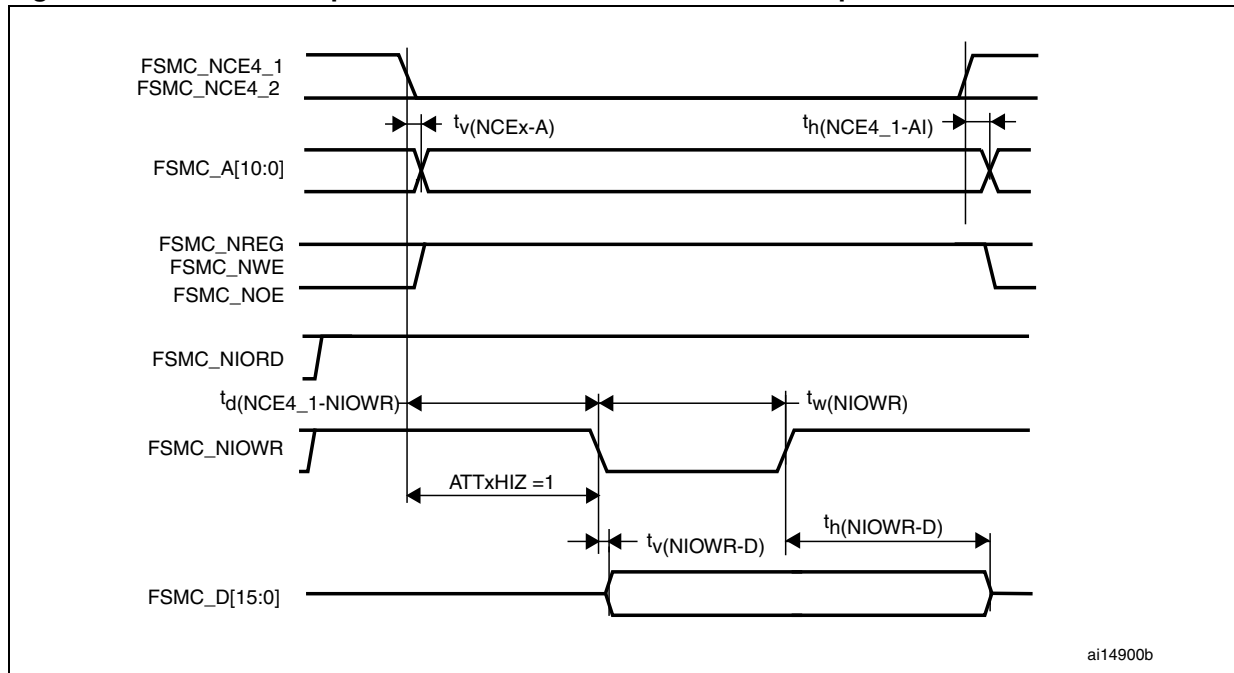 FSMC_NCE4_1
FSMC_NCE4_2
tv(NCEx-A)
th(NCE4_1-AI)
FSMC_A[10:0]
FSMC_NREG
FSMC_NWE
FSMC_NOE
FSMC_NIORD
td(NCE4_1-NIOWR)
tw(NIOWR)
FSMC_NIOWR
ATTxHIZ =1
tv(NIOWR-D)
th(NIOWR-D)
FSMC_D[15:0]
ai14900b